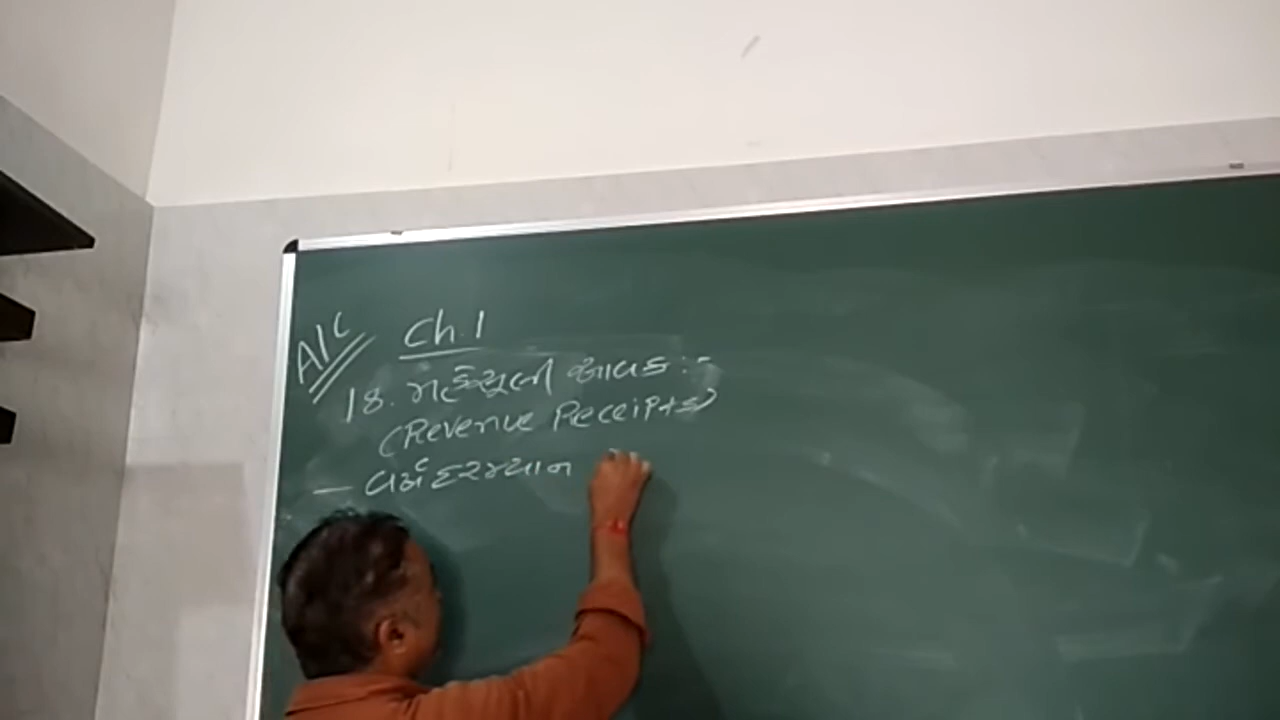 A/c Ch.1
18. મહેસૂલી આવક :-
(Revenue Receipts)
— વર્ષ દરમ્યાન